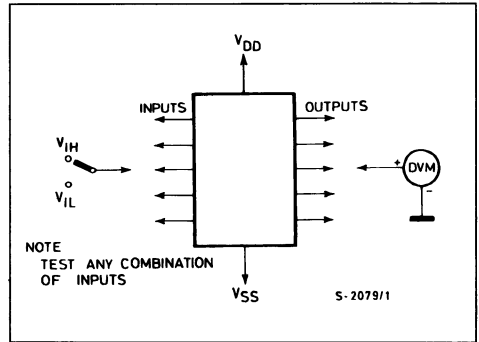 VDD
INPUTS
OUTPUTS
VIH
VIL
+
DVM
-
NOTE
TEST ANY COMBINATION
OF INPUTS
VSS
S-2079/1